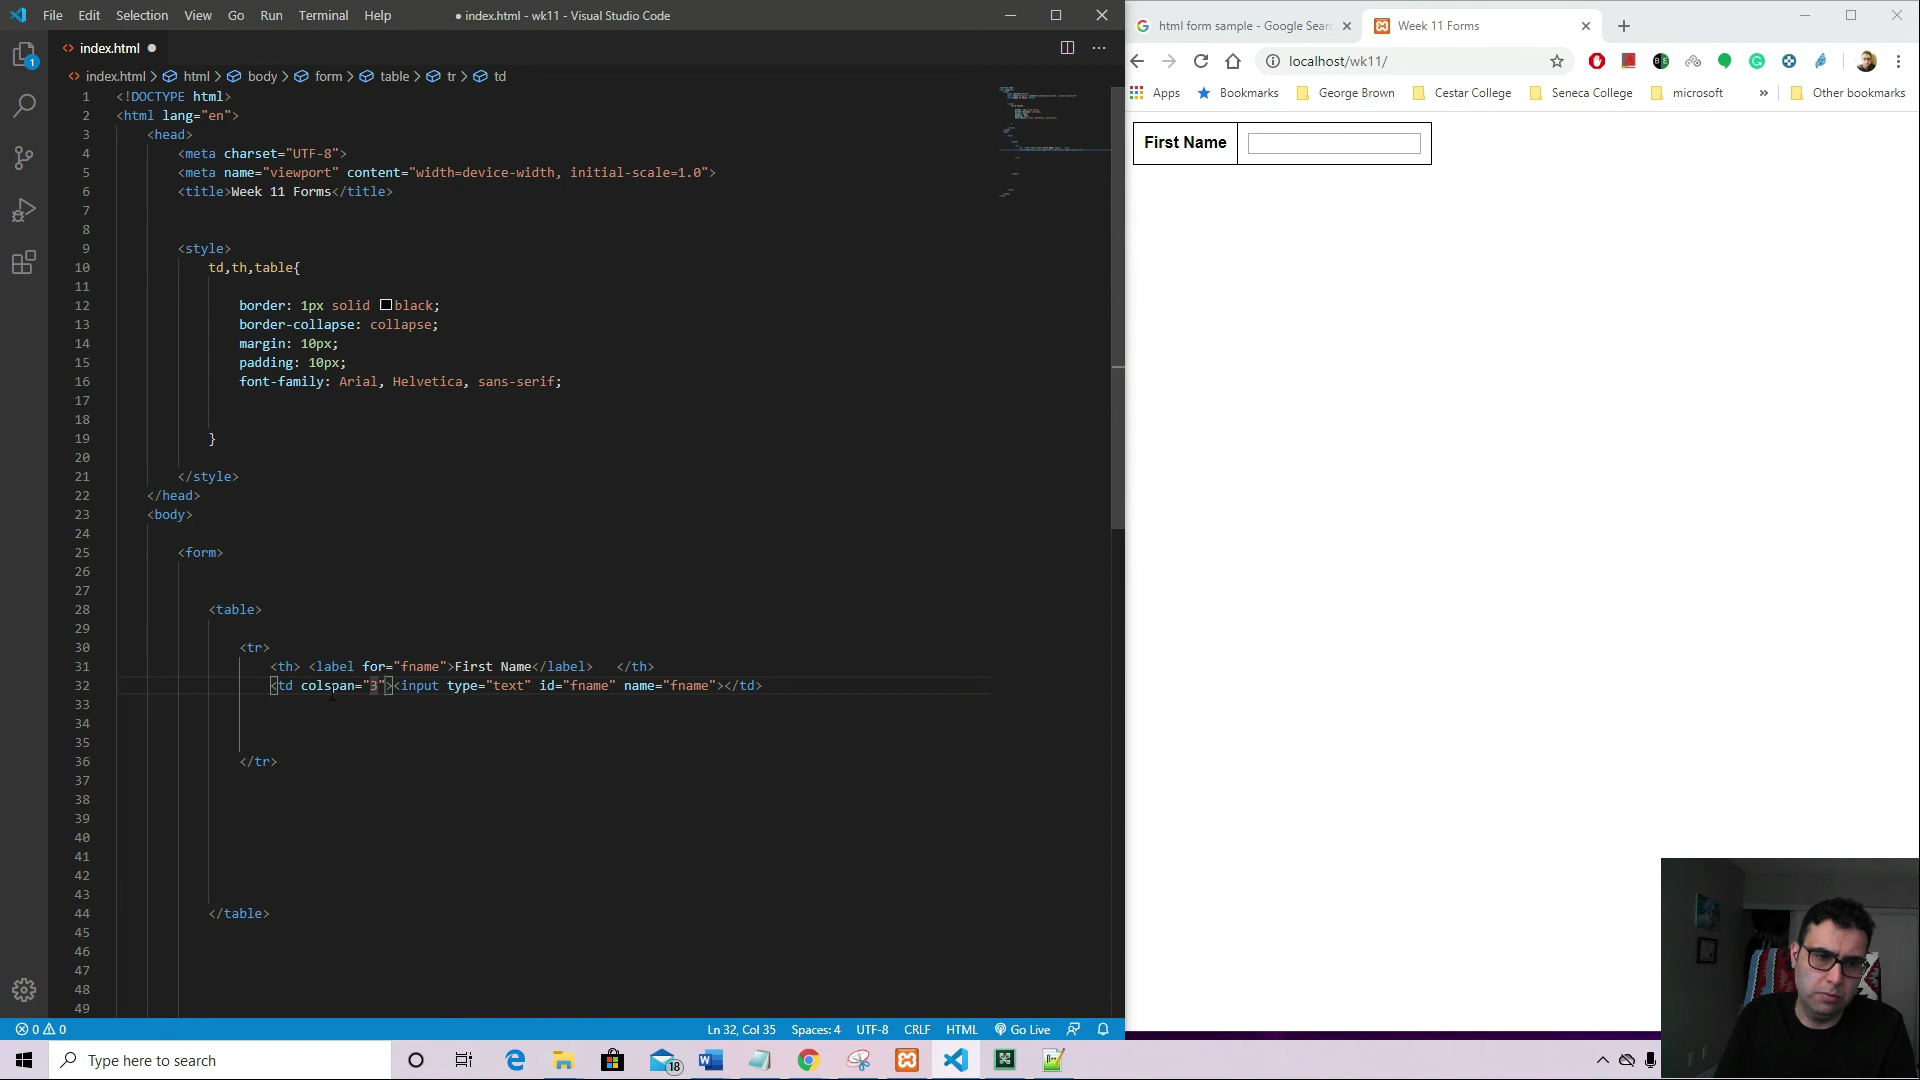 File Edit Selection View Go Run Terminal Help
● index.html - wk11 - Visual Studio Code
index.html ●
index.html > html > body > form > table > tr > td
1 <!DOCTYPE html>
2 <html lang="en">
3 <head>
4 <meta charset="UTF-8">
5 <meta name="viewport" content="width=device-width, initial-scale=1.0">
6 <title>Week 11 Forms</title>
7
8
9 <style>
10 td,th,table{
11
12 border: 1px solid black;
13 border-collapse: collapse;
14 margin: 10px;
15 padding: 10px;
16 font-family: Arial, Helvetica, sans-serif;
17
18
19 }
20
21 </style>
22 </head>
23 <body>
24
25 <form>
26
27
28 <table>
29
30 <tr>
31 <th> <label for="fname">First Name</label> </th>
32 <td colspan="3"><input type="text" id="fname" name="fname"></td>
33
34
35
36 </tr>
37
38
39
40
41
42
43
44 </table>
45
46
47
48
49
1
0 0
Ln 32, Col 35 Spaces: 4 UTF-8 CRLF HTML Go Live
html form sample - Google Sear
Week 11 Forms
localhost/wk11/
Apps Bookmarks George Brown Cestar College Seneca College microsoft » Other bookmarks
First Name
Type here to search
18